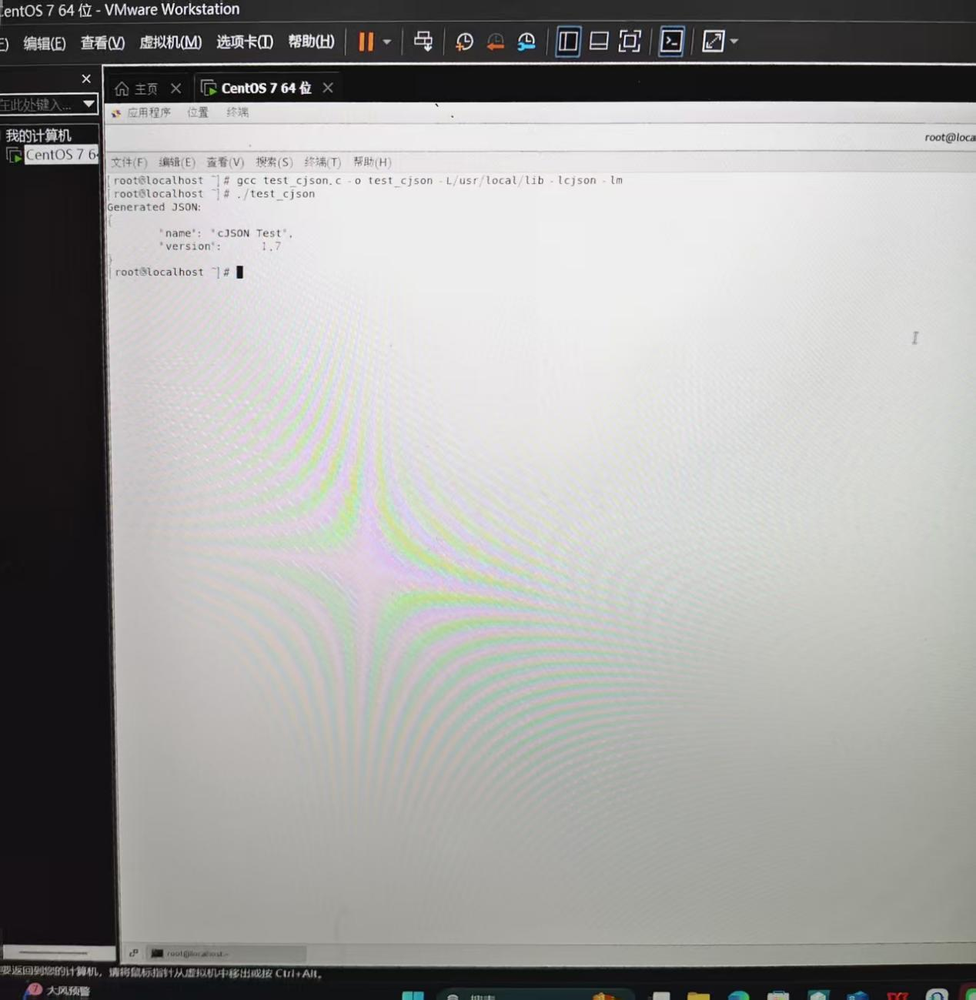 CentOS 7 64 位 - VMware Workstation
编辑(E) 查看(V) 虚拟机(M) 选项卡(T) 帮助(H)
主页
CentOS 7 64 位
在此处键入...
应用程序 位置 终端
我的计算机
CentOS 7 6
root@loca
文件(F) 编辑(E) 查看(V) 搜索(S) 终端(T) 帮助(H)
[root@localhost ~]# gcc test_cjson.c -o test_cjson -L/usr/local/lib -lcjson -lm
[root@localhost ~]# ./test_cjson
Generated JSON:
{
"name": "cJSON Test",
"version": 1.7
}
[root@localhost ~]#
root@localhost:~
要返回到您的计算机，请将鼠标指针从虚拟机中移出或按 Ctrl+Alt。
7
大风预警
搜索